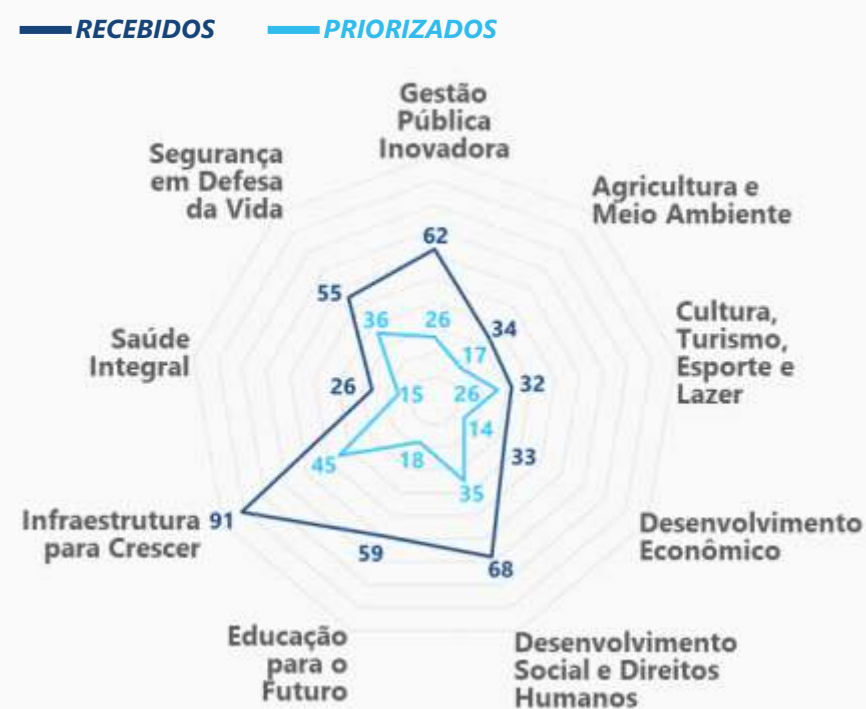 RECEBIDOS
PRIORIZADOS
Gestão
Pública
Inovadora
Segurança
em Defesa
da Vida
Agricultura e
Meio Ambiente
62
55
36
26
34
17
Saúde
Integral
Cultura,
Turismo,
Esporte e
Lazer
26
15
26
32
14
45
18
33
35
Infraestrutura
para Crescer
91
59
68
Desenvolvimento
Econômico
Educação
para o
Futuro
Desenvolvimento
Social e Direitos
Humanos